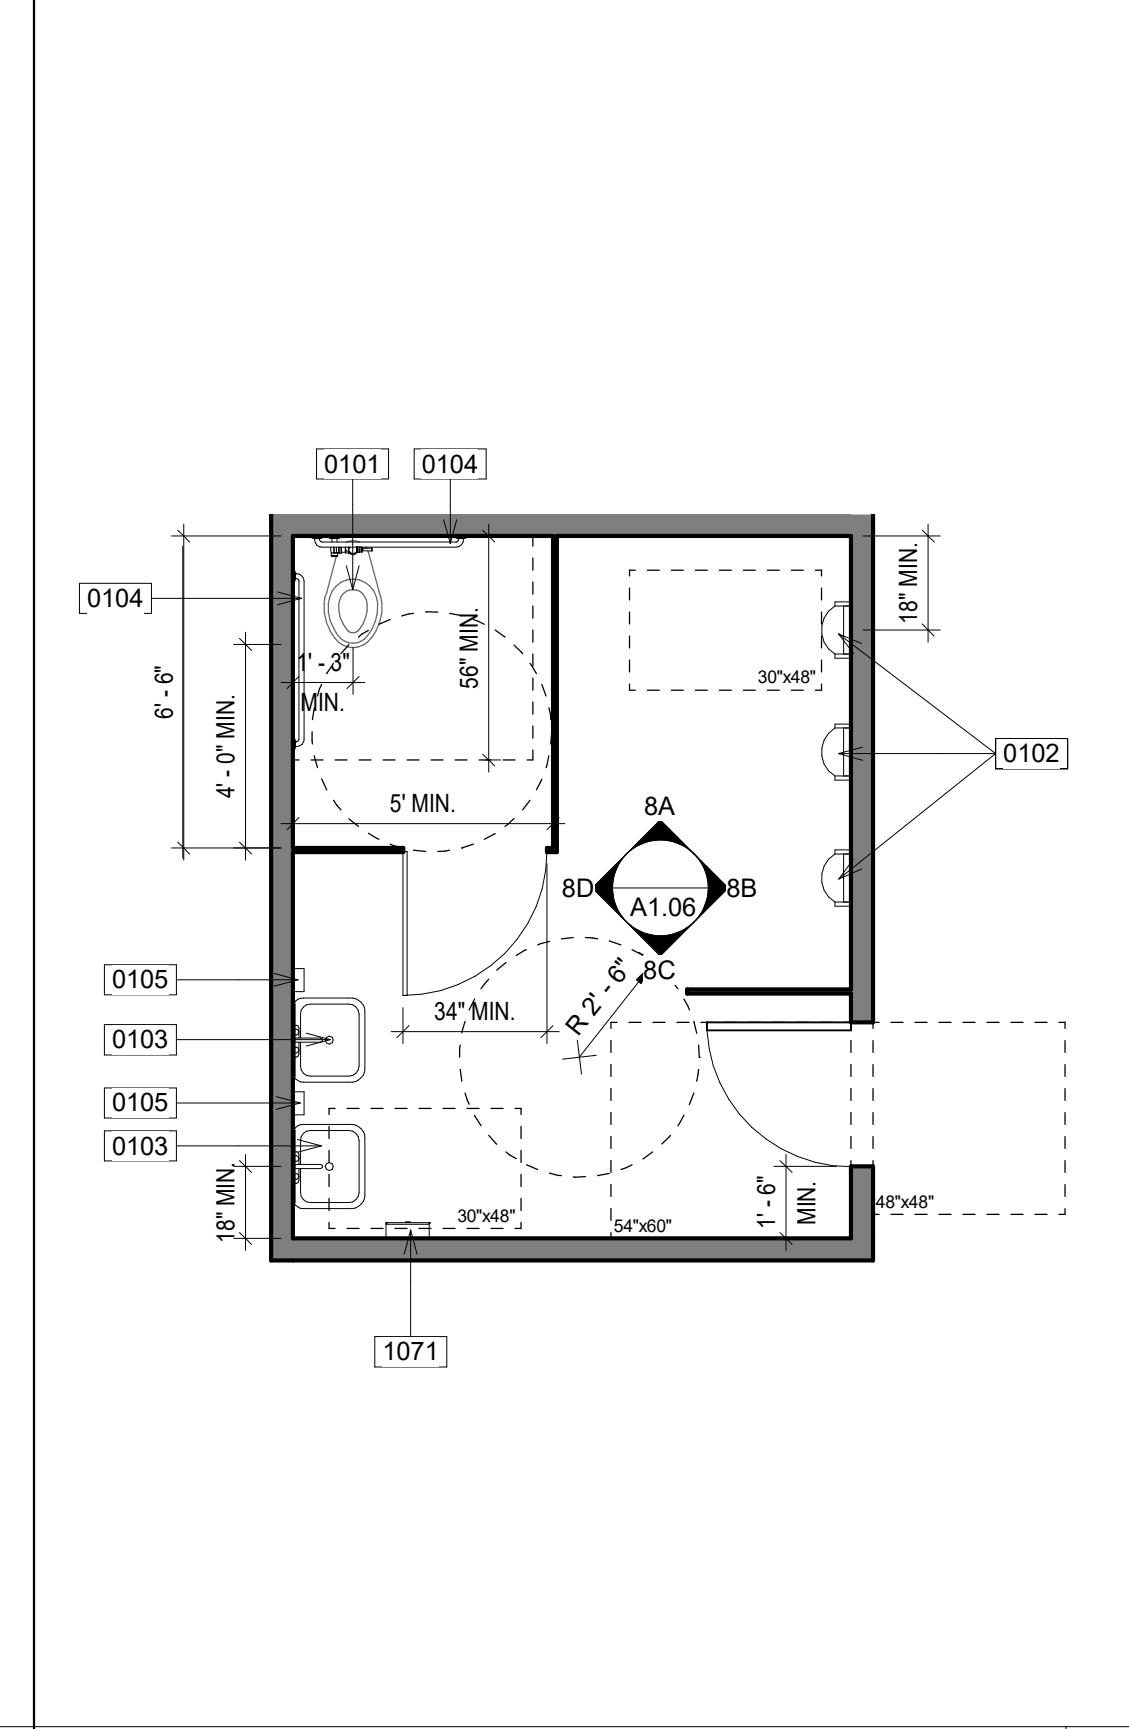 0101
0104
0104
6' - 6"
4' - 0" MIN.
1' - 3"
MIN.
56" MIN.
5' MIN.
30"x48"
18" MIN.
0102
8A
8D
8B
A1.06
8C
R 2' - 6"
34" MIN.
0105
0103
0105
0103
18" MIN.
30"x48"
54"x60"
1' - 6"
MIN.
48"x48"
1071